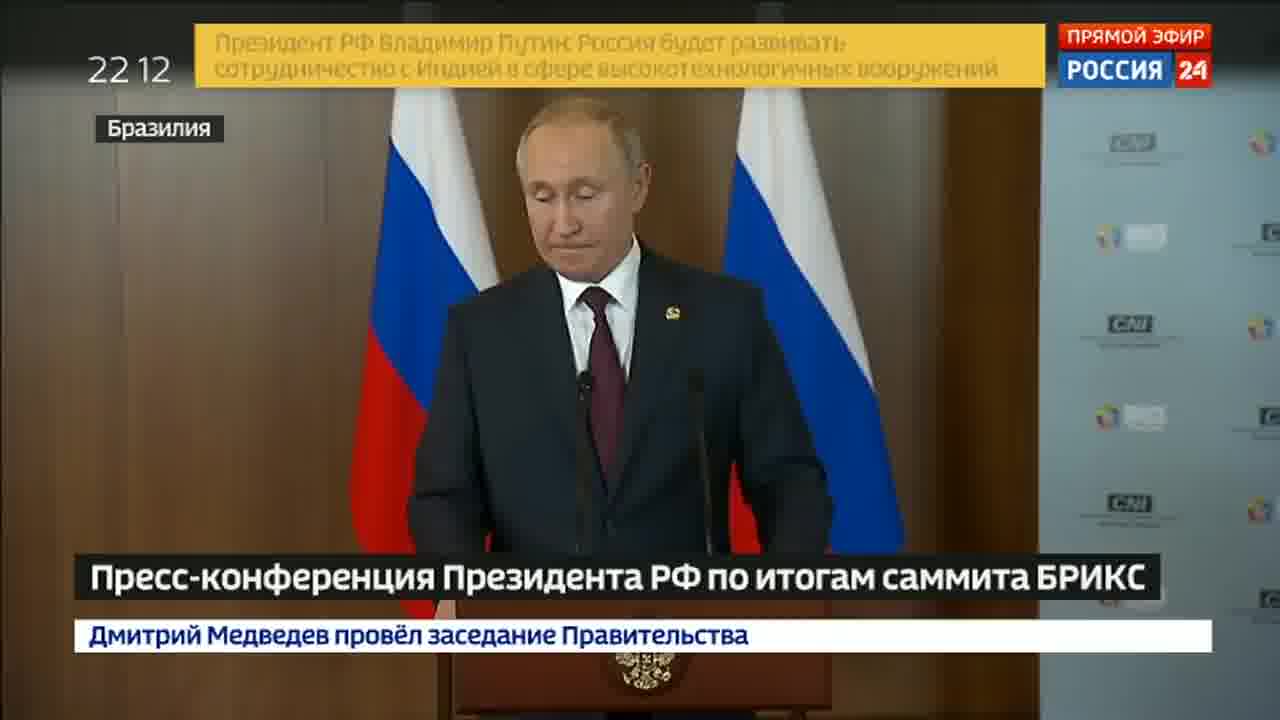 22 12
Президент РФ Владимир Путин: Россия будет развивать
сотрудничество с Индией в сфере высокотехнологичных вооружений
ПРЯМОЙ ЭФИР
РОССИЯ 24
Бразилия
CNI
CNI
CNI
Пресс-конференция Президента РФ по итогам саммита БРИКС
Дмитрий Медведев провёл заседание Правительства